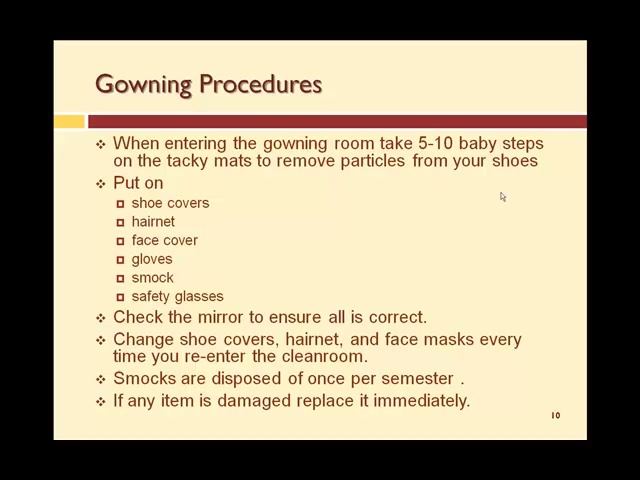 Gowning Procedures
When entering the gowning room take 5-10 baby steps
on the tacky mats to remove particles from your shoes
Put on
shoe covers
hairnet
face cover
gloves
smock
safety glasses
Check the mirror to ensure all is correct.
Change shoe covers, hairnet, and face masks every
time you re-enter the cleanroom.
Smocks are disposed of once per semester .
If any item is damaged replace it immediately.
10